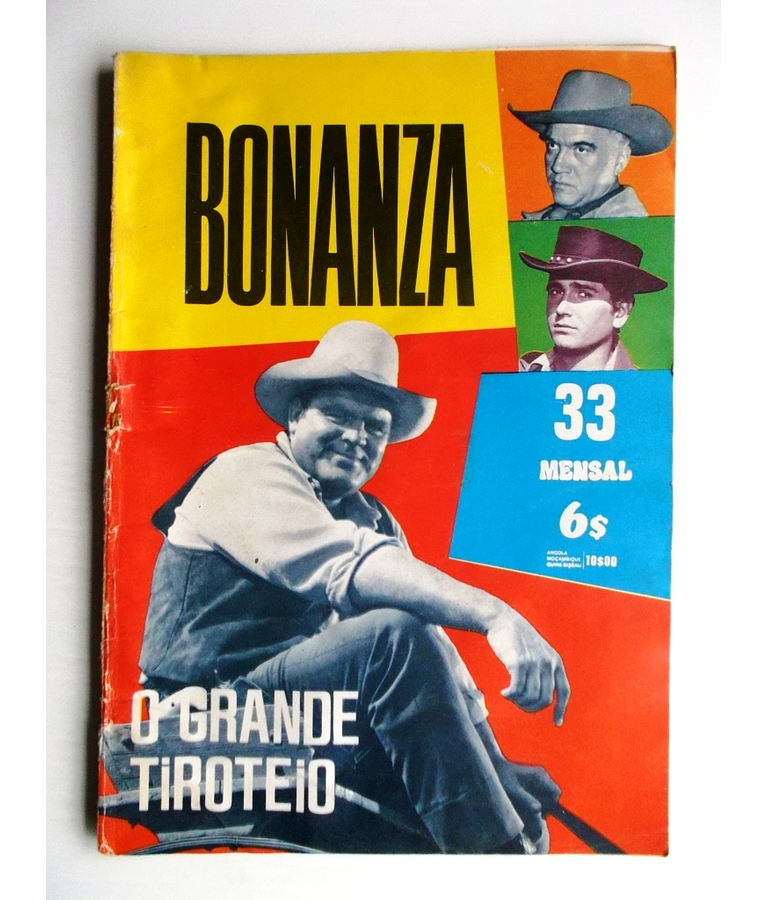 BONANZA
33
MENSAL
6$
ANGOLA
MOÇAMBIQUE
GUINÉ-BISSAU
10$00
O GRANDE
TIROTEIO